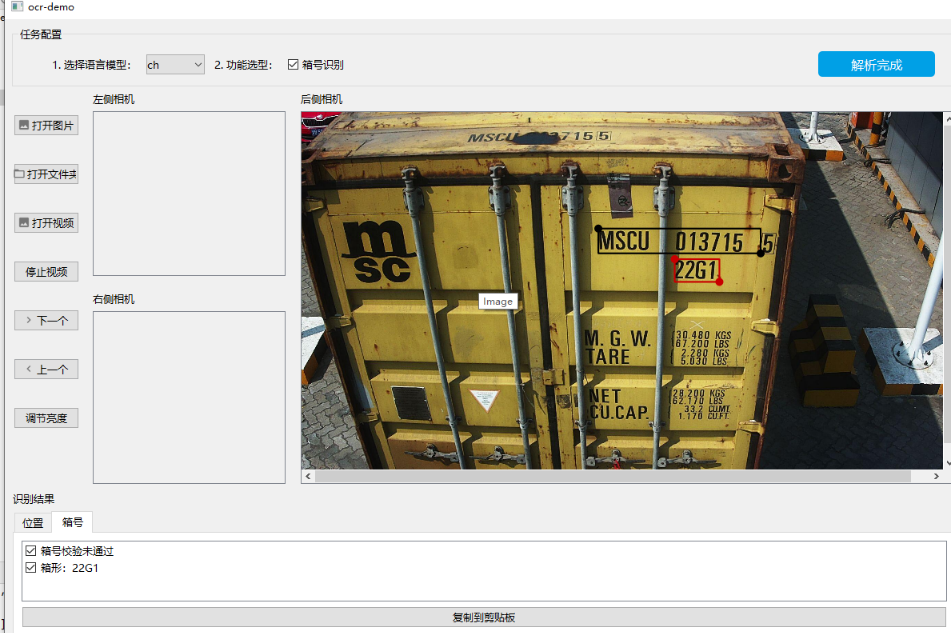 ocr-demo
任务配置
1. 选择语言模型： ch 2. 功能选型： 箱号识别 解析完成
左侧相机 后侧相机
打开图片
打开文件夹
打开视频
停止视频
右侧相机
> 下一个
< 上一个
调节亮度
MSCU 3715 5
MSCU 013715 5
22G1
msc
Image
M. G. W. 30.480 KGS
67.200 LBS
TARE 2.280 KGS
5.030 LBS
NET 28.200 KGS
62.170 LBS
CU.CAP. 33.2 CU.MT.
1.170 CU.FT.
识别结果
位置 箱号
箱号校验未通过
箱形：22G1
复制到剪贴板